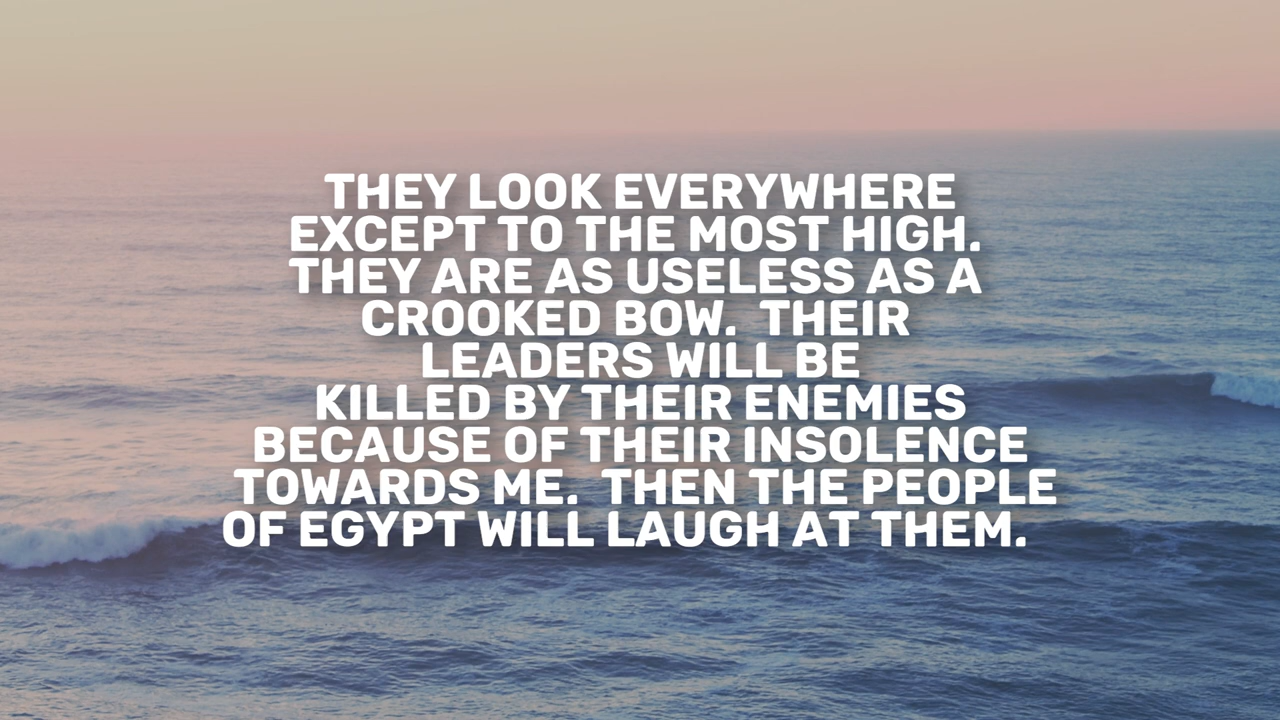 THEY LOOK EVERYWHERE
EXCEPT TO THE MOST HIGH.
THEY ARE AS USELESS AS A
CROOKED BOW. THEIR
LEADERS WILL BE
KILLED BY THEIR ENEMIES
BECAUSE OF THEIR INSOLENCE
TOWARDS ME. THEN THE PEOPLE
OF EGYPT WILL LAUGH AT THEM.